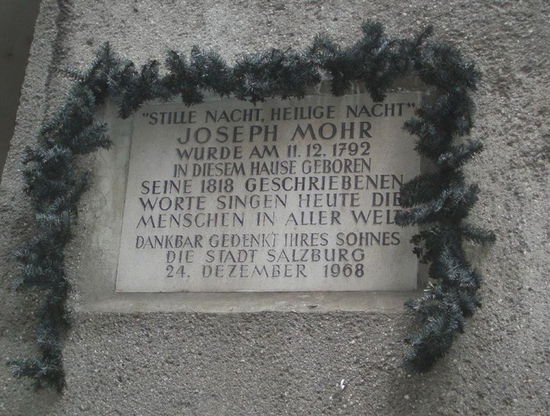 "STILLE NACHT, HEILIGE NACHT"
JOSEPH MOHR
WURDE AM 11. 12. 1792
IN DIESEM HAUSE GEBOREN
SEINE 1818 GESCHRIEBENEN
WORTE SINGEN HEUTE DIE
MENSCHEN IN ALLER WELT
DANKBAR GEDENKT IHRES SOHNES
DIE STADT SALZBURG
24. DEZEMBER 1968